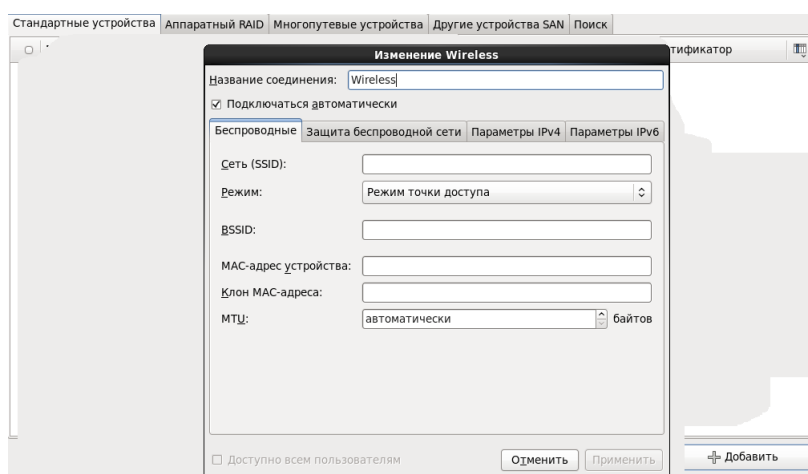 Стандартные устройства Аппаратный RAID Многопутевые устройства Другие устройства SAN Поиск
тификатор
Изменение Wireless
Название соединения: Wireless
Подключаться автоматически
Беспроводные Защита беспроводной сети Параметры IPv4 Параметры IPv6
Сеть (SSID):
Режим: Режим точки доступа
BSSID:
MAC-адрес устройства:
Клон MAC-адреса:
MTU: автоматически байтов
Доступно всем пользователям Отменить Применить
Добавить